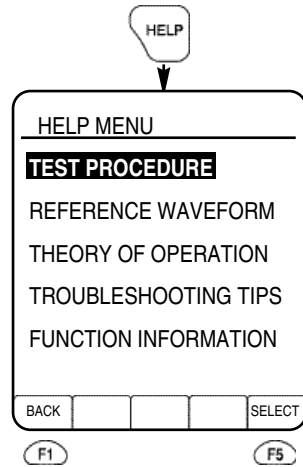 HELP
HELP MENU
TEST PROCEDURE
REFERENCE WAVEFORM
THEORY OF OPERATION
TROUBLESHOOTING TIPS
FUNCTION INFORMATION
BACK SELECT
F1 F5